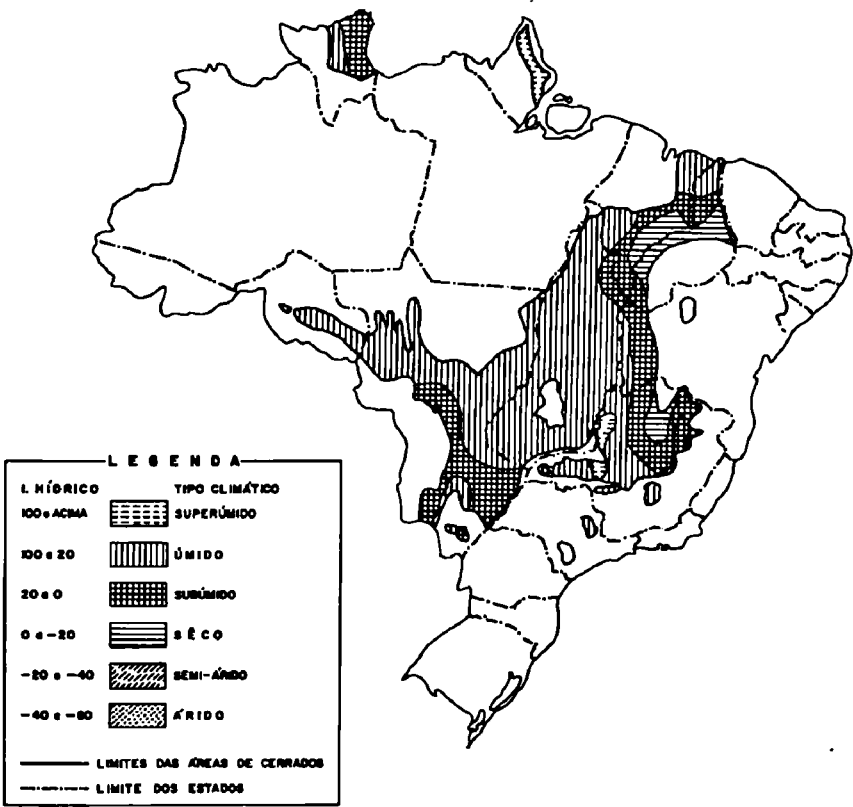 LEGENDA
I. HÍDRICO TIPO CLIMÁTICO
100 e ACIMA SUPERÚMIDO
100 a 20 ÚMIDO
20 a 0 SUBÚMIDO
0 a -20 SÊCO
-20 a -40 SEMI-ÁRIDO
-40 a -60 ÁRIDO
LIMITES DAS ÁREAS DE CERRADOS
LIMITE DOS ESTADOS